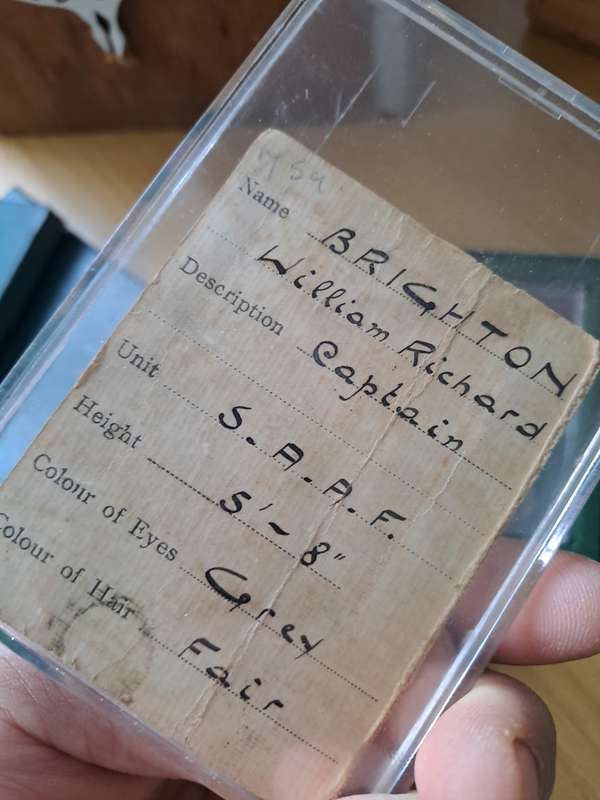 Name BRIGHTON
William Richard
Description Captain
Unit S.A.A.F.
Height 5' - 8"
Colour of Eyes Grey
Colour of Hair Fair